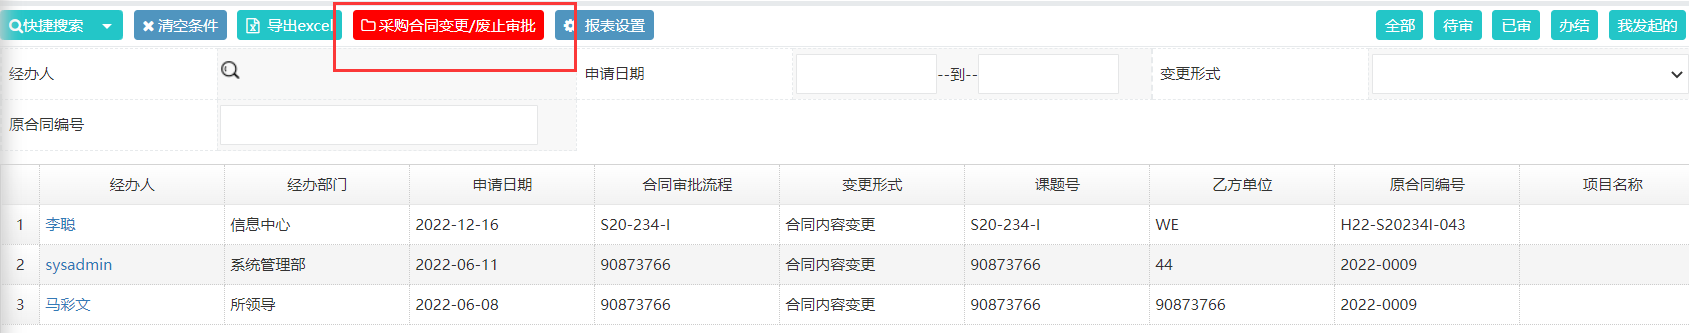 快捷搜索 清空条件 导出excel 采购合同变更/废止审批 报表设置 全部 待审 已审 办结 我发起的
经办人 申请日期 --到-- 变更形式
原合同编号
经办人 经办部门 申请日期 合同审批流程 变更形式 课题号 乙方单位 原合同编号 项目名称
1 李聪 信息中心 2022-12-16 S20-234-I 合同内容变更 S20-234-I WE H22-S20234I-043
2 sysadmin 系统管理部 2022-06-11 90873766 合同内容变更 90873766 44 2022-0009
3 马彩文 所领导 2022-06-08 90873766 合同内容变更 90873766 90873766 2022-0009